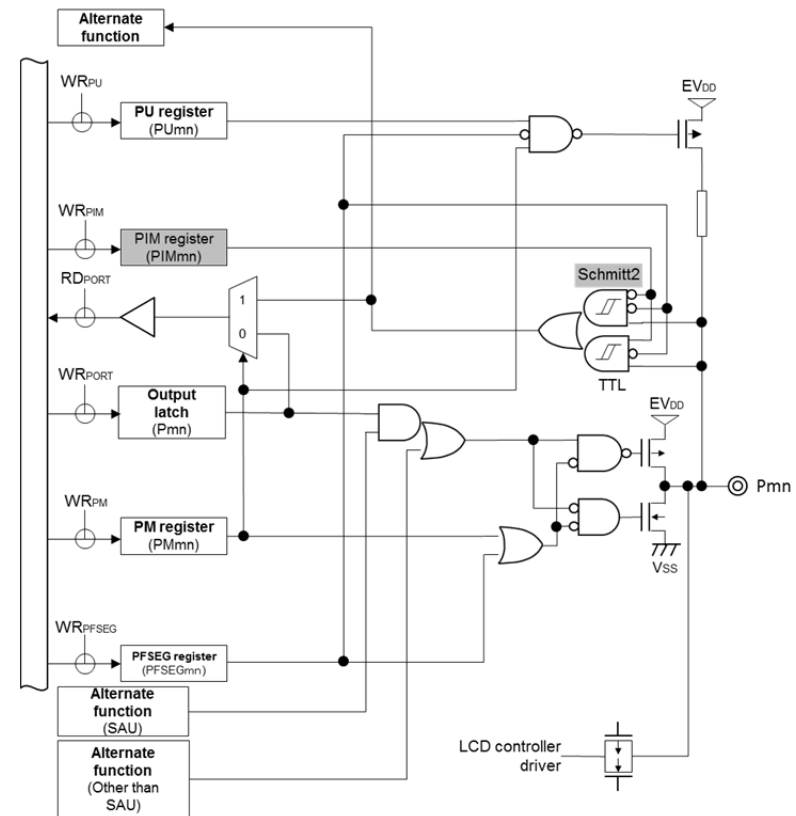 Alternate
function
WRPU
PU register
(PUmn)
EVDD
WRPIM
PIM register
(PIMmn)
RDPORT
1
0
Schmitt2
TTL
WRPORT
Output
latch
(Pmn)
EVDD
Pmn
WRPM
PM register
(PMmn)
VSS
WRPFSEG
PFSEG register
(PFSEGmn)
Alternate
function
(SAU)
LCD controller
driver
Alternate
function
(Other than
SAU)